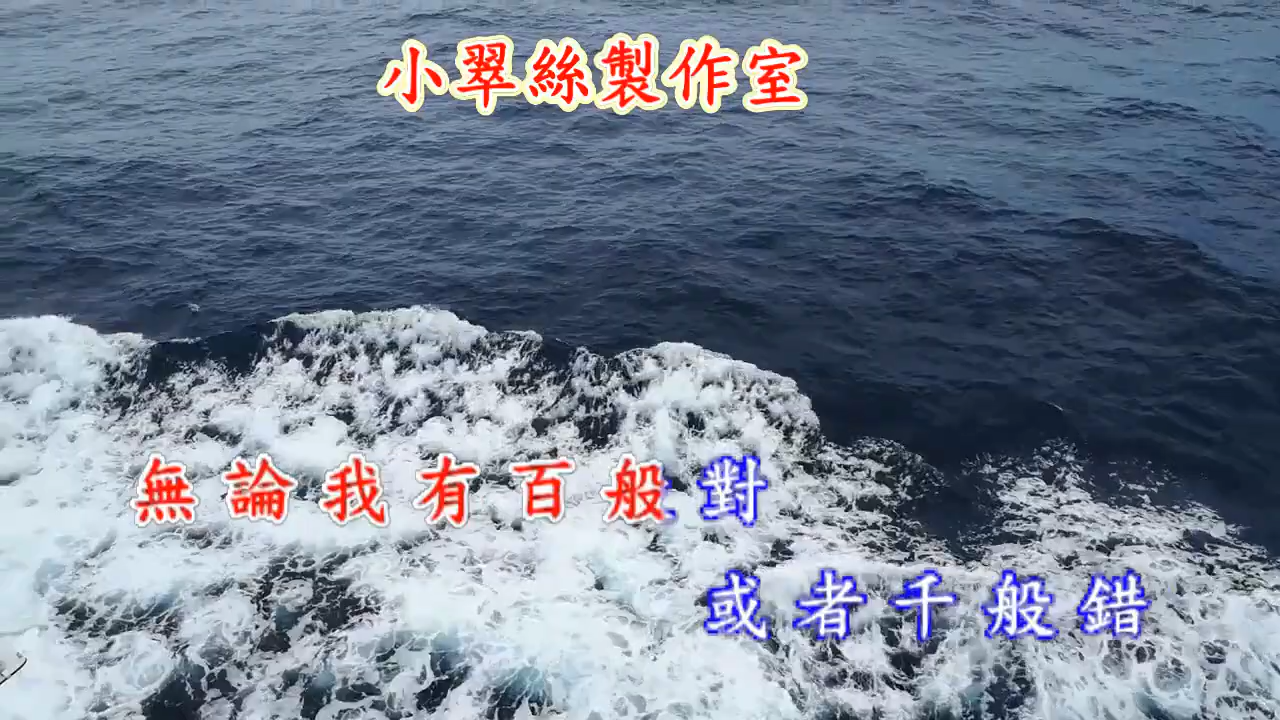 小翠絲製作室
無論我有百般對
或者千般錯